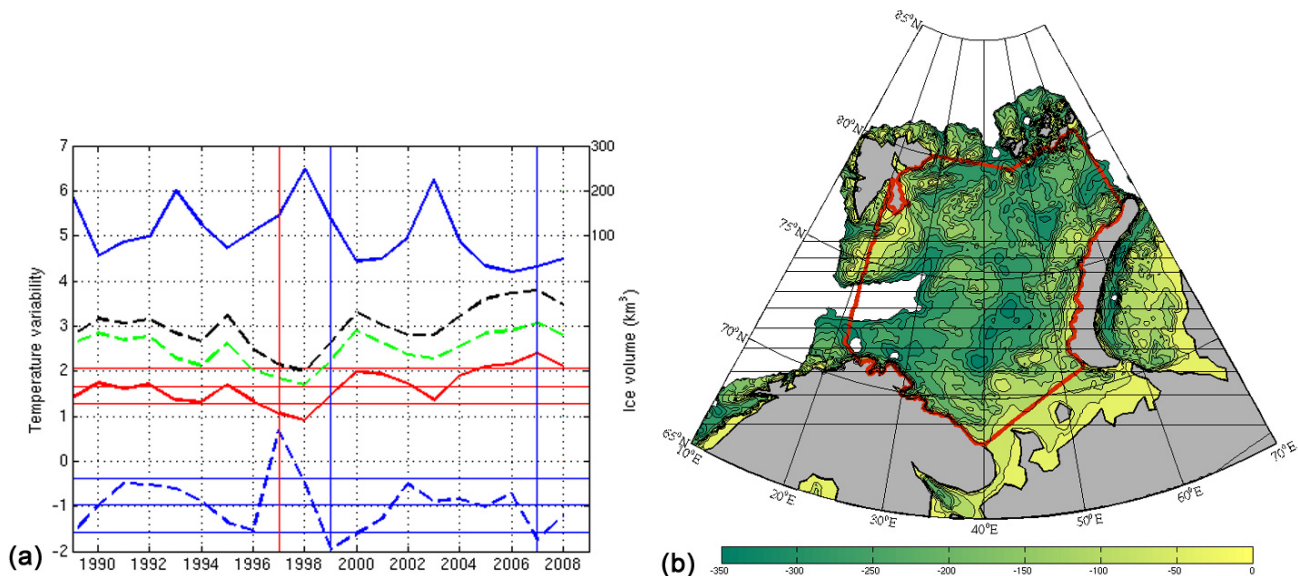 (a)
Temperature variability
7
6
5
4
3
2
1
0
-1
-2
1990 1992 1994 1996 1998 2000 2002 2004 2006 2008
300
200
100
Ice volume (km³)
(b)
85°N
80°N
75°N
70°N
65°N
10°E
20°E
30°E
40°E
50°E
60°E
70°E
-350 -300 -250 -200 -150 -100 -50 0